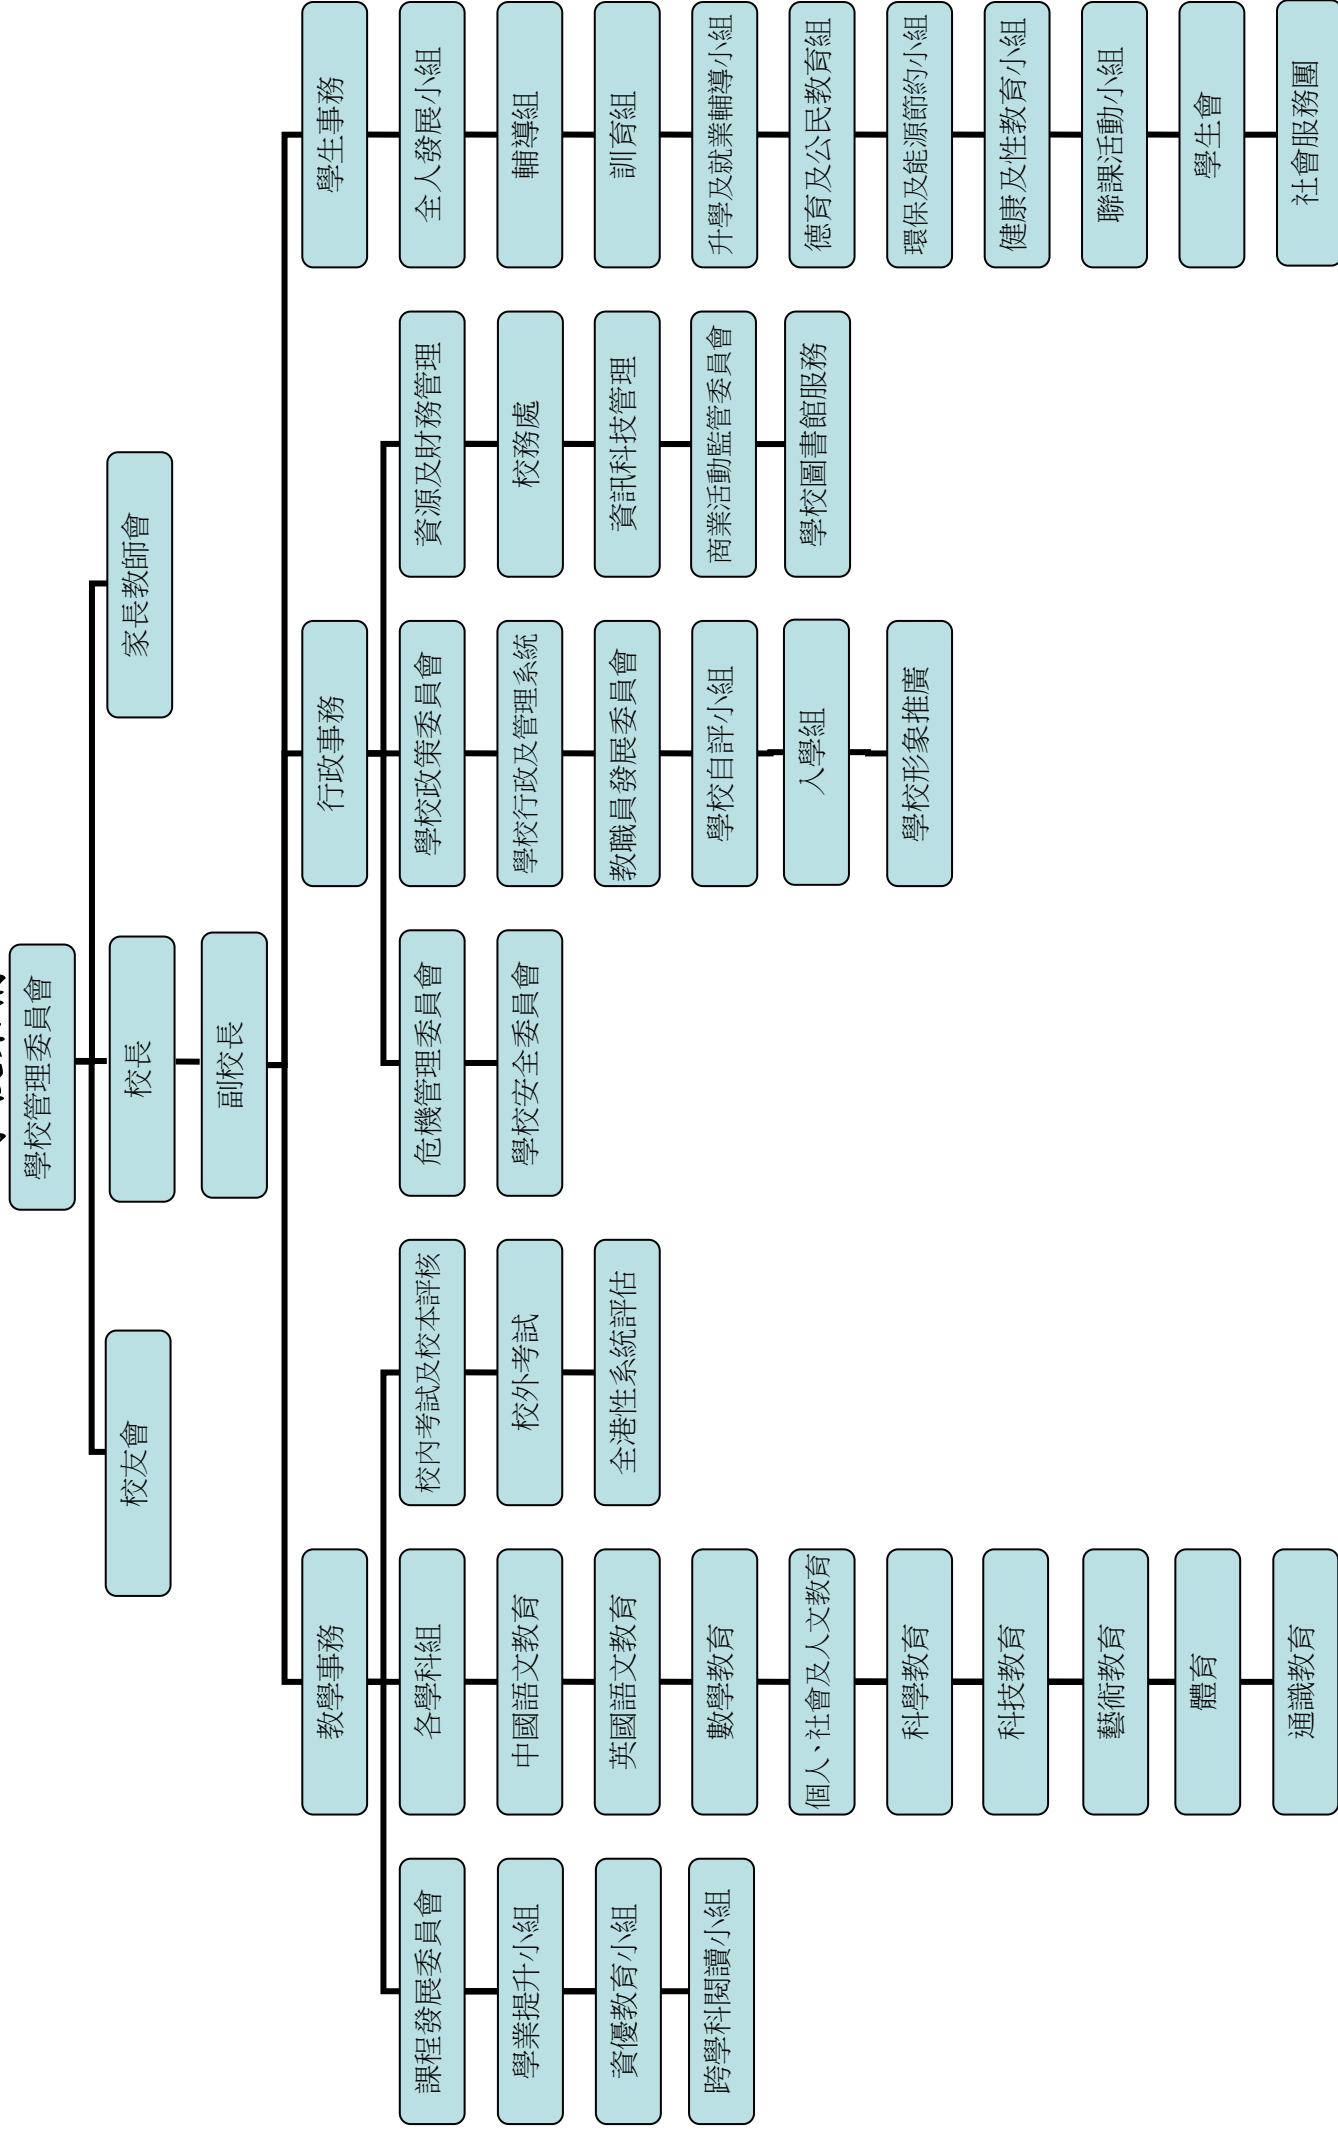 學校管理委員會
校友會
校長
家長教師會
副校長
教學事務
行政事務
學生事務
課程發展委員會
學業提升小組
資優教育小組
跨學科閱讀小組
各學科組
中國語文教育
英國語文教育
數學教育
個人、社會及人文教育
科學教育
科技教育
藝術教育
體育
通識教育
校內考試及校本評核
校外考試
全港性系統評估
危機管理委員會
學校安全委員會
學校政策委員會
學校行政及管理系統
教職員發展委員會
學校自評小組
入學組
學校形象推廣
資源及財務管理
校務處
資訊科技管理
商業活動監管委員會
學校圖書館服務
全人發展小組
輔導組
訓育組
升學及就業輔導小組
德育及公民教育組
環保及能源節約小組
健康及性教育小組
聯課活動小組
學生會
社會服務團